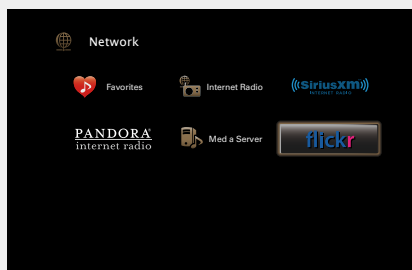 Network
Favorites
Internet Radio
((SiriusXM))
INTERNET RADIO
PANDORA®
internet radio
Med a Server
flickr